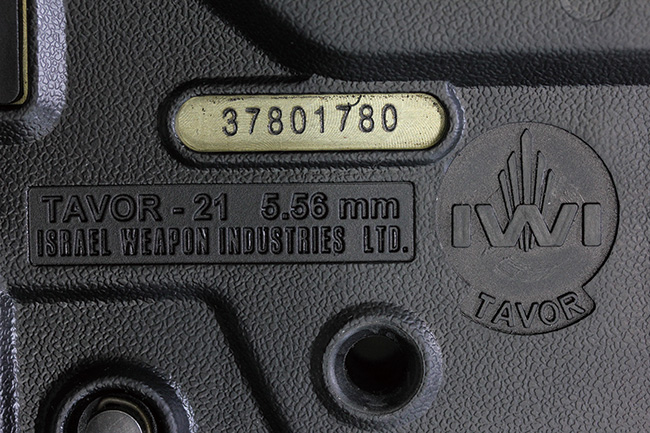 37801780
TAVOR - 21 5.56 mm
ISRAEL WEAPON INDUSTRIES LTD.
IWI
TAVOR